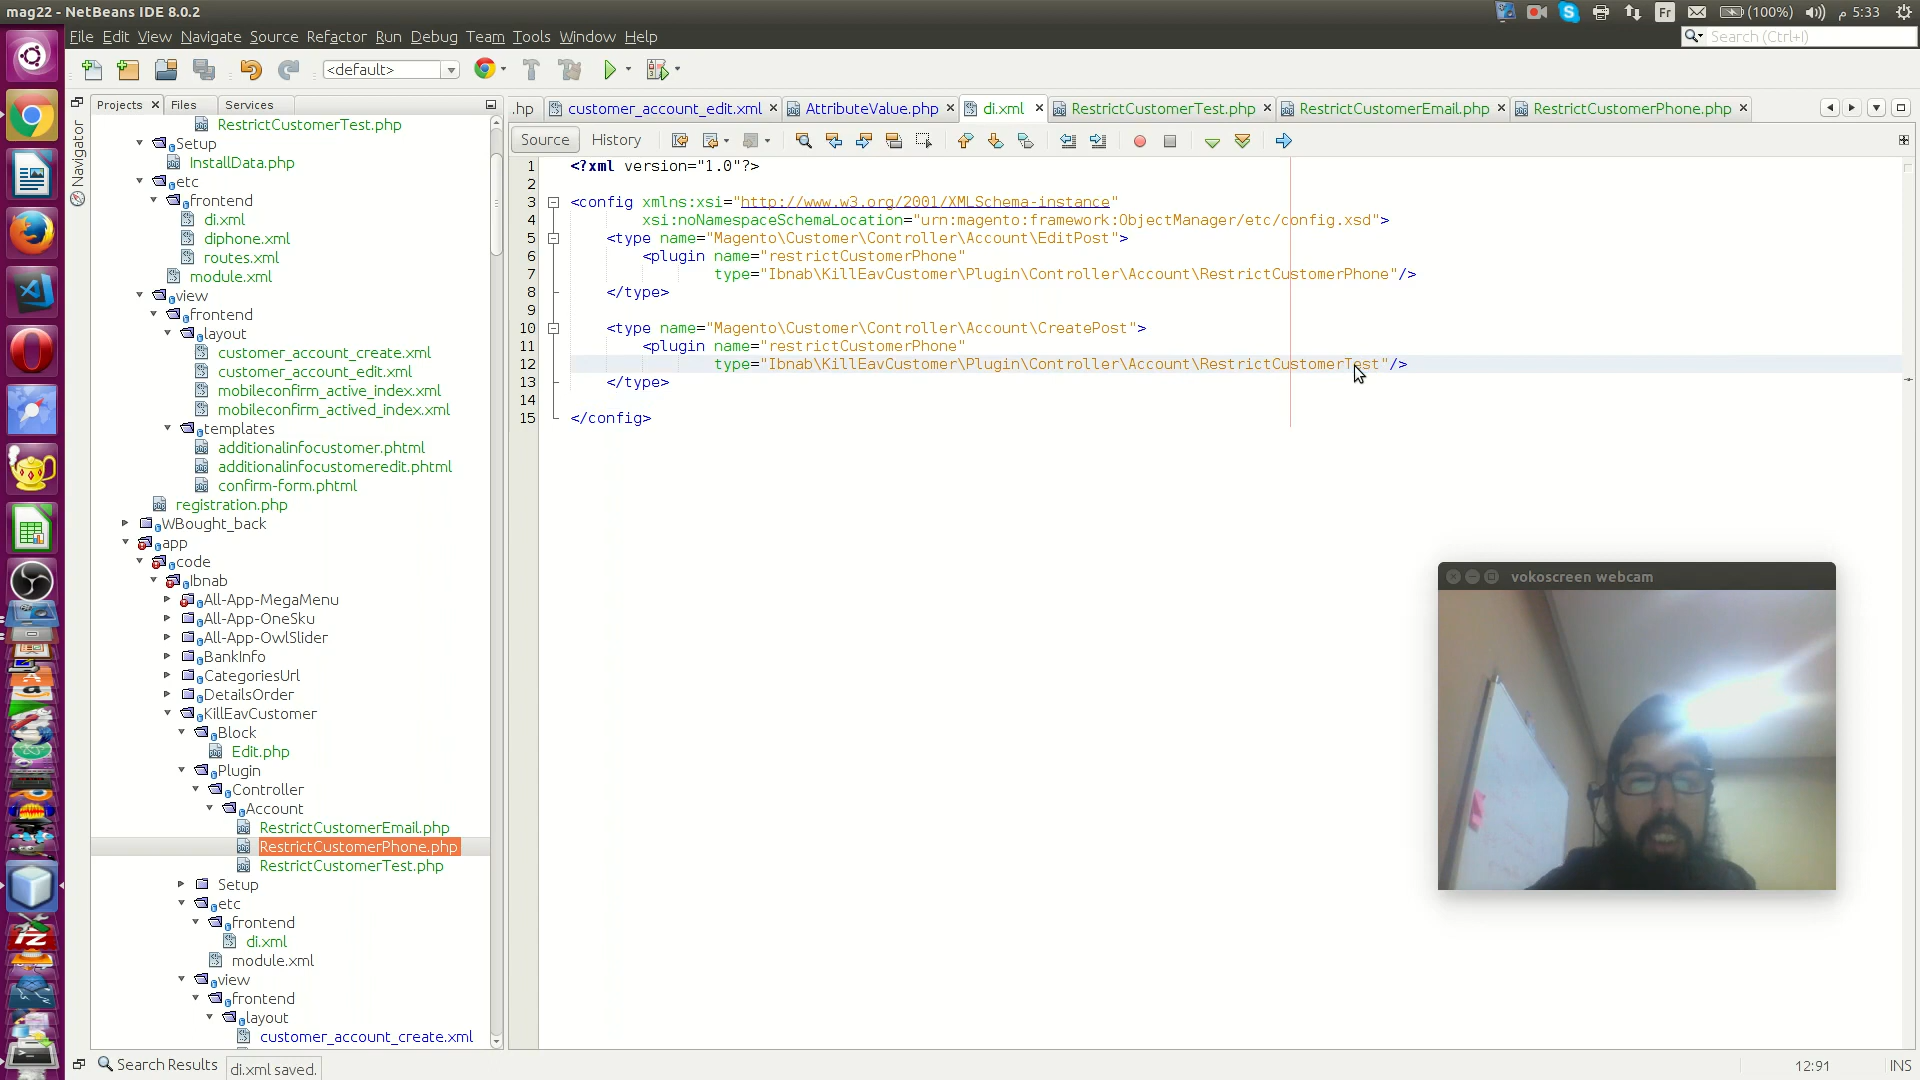 mag22 - NetBeans IDE 8.0.2
Fr
(100%)
م 5:33
File Edit View Navigate Source Refactor Run Debug Team Tools Window Help
Search (Ctrl+I)
<default>
Projects
Files
Services
Navigator
.hp
customer_account_edit.xml
AttributeValue.php
di.xml
RestrictCustomerTest.php
RestrictCustomerEmail.php
RestrictCustomerPhone.php
Source
History
RestrictCustomerTest.php
Setup
InstallData.php
etc
frontend
di.xml
diphone.xml
routes.xml
module.xml
view
frontend
layout
customer_account_create.xml
customer_account_edit.xml
mobileconfirm_active_index.xml
mobileconfirm_actived_index.xml
templates
additionalinfocustomer.phtml
additionalinfocustomeredit.phtml
confirm-form.phtml
registration.php
WBought_back
app
code
Ibnab
All-App-MegaMenu
All-App-OneSku
All-App-OwlSlider
BankInfo
CategoriesUrl
DetailsOrder
KillEavCustomer
Block
Edit.php
Plugin
Controller
Account
RestrictCustomerEmail.php
RestrictCustomerPhone.php
RestrictCustomerTest.php
Setup
etc
frontend
di.xml
module.xml
view
frontend
layout
customer_account_create.xml
1 <?xml version="1.0"?>
2
3 <config xmlns:xsi="http://www.w3.org/2001/XMLSchema-instance"
4 xsi:noNamespaceSchemaLocation="urn:magento:framework:ObjectManager/etc/config.xsd">
5 <type name="Magento\Customer\Controller\Account\EditPost">
6 <plugin name="restrictCustomerPhone"
7 type="Ibnab\KillEavCustomer\Plugin\Controller\Account\RestrictCustomerPhone"/>
8 </type>
9
10 <type name="Magento\Customer\Controller\Account\CreatePost">
11 <plugin name="restrictCustomerPhone"
12 type="Ibnab\KillEavCustomer\Plugin\Controller\Account\RestrictCustomerTest"/>
13 </type>
14
15 </config>
vokoscreen webcam
Search Results
di.xml saved.
12:91
INS